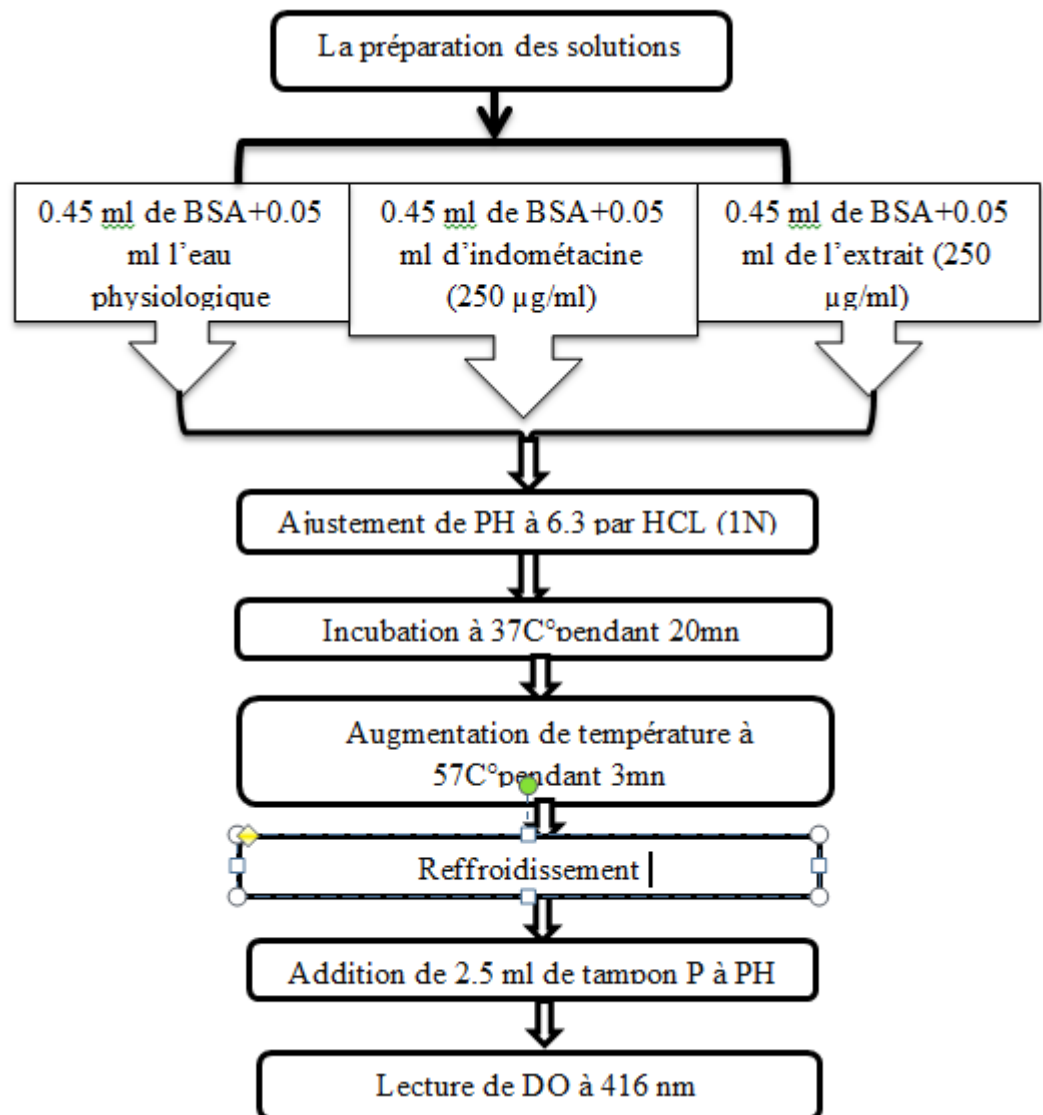 La préparation des solutions
0.45 ml de BSA+0.05
ml l'eau
physiologique
0.45 ml de BSA+0.05
ml d'indométacine
(250 µg/ml)
0.45 ml de BSA+0.05
ml de l'extrait (250
µg/ml)
Ajustement de PH à 6.3 par HCL (1N)
Incubation à 37C°pendant 20mn
Augmentation de température à
57C°pendant 3mn
Reffroidissement
Addition de 2.5 ml de tampon P à PH
Lecture de DO à 416 nm